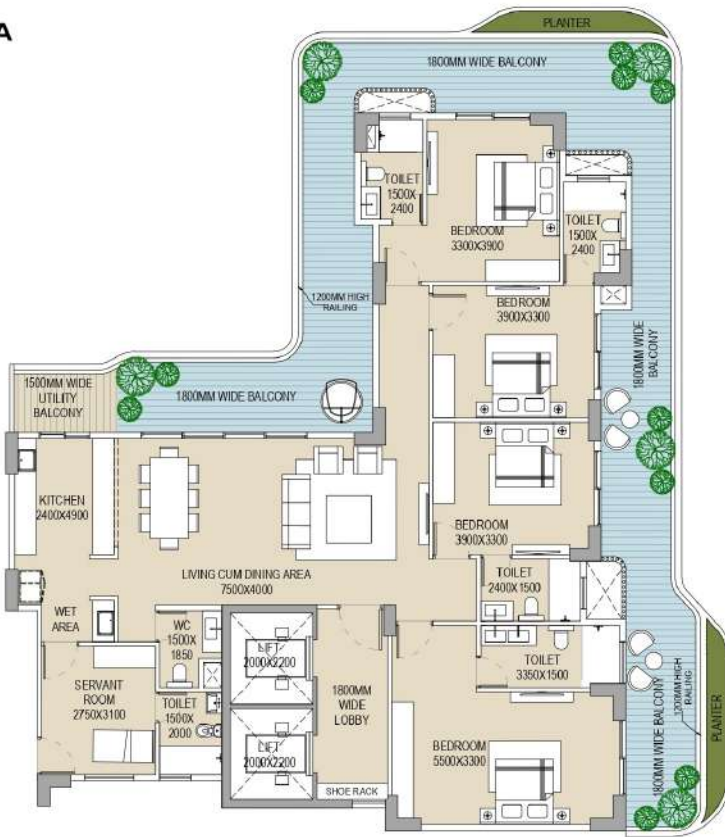 A
PLANTER
1800MM WIDE BALCONY
TOILET
1500X
2400
BEDROOM
3300X3900
TOILET
1500X
2400
1200MM HIGH
RAILING
BEDROOM
3900X3300
1800MM WIDE
BALCONY
1500MM WIDE
UTILITY
BALCONY
1800MM WIDE BALCONY
KITCHEN
2400X4900
BEDROOM
3900X3300
LIVING CUM DINING AREA
7500X4000
TOILET
2400X1500
WET
AREA
WC
1500X
1850
LIFT
2000X2200
TOILET
3350X1500
SERVANT
ROOM
2750X3100
TOILET
1500X
2000
1800MM
WIDE
LOBBY
1800MM WIDE BALCONY
1200MM HIGH
RAILING
PLANTER
LIFT
2000X2200
BEDROOM
5500X3300
SHOE RACK